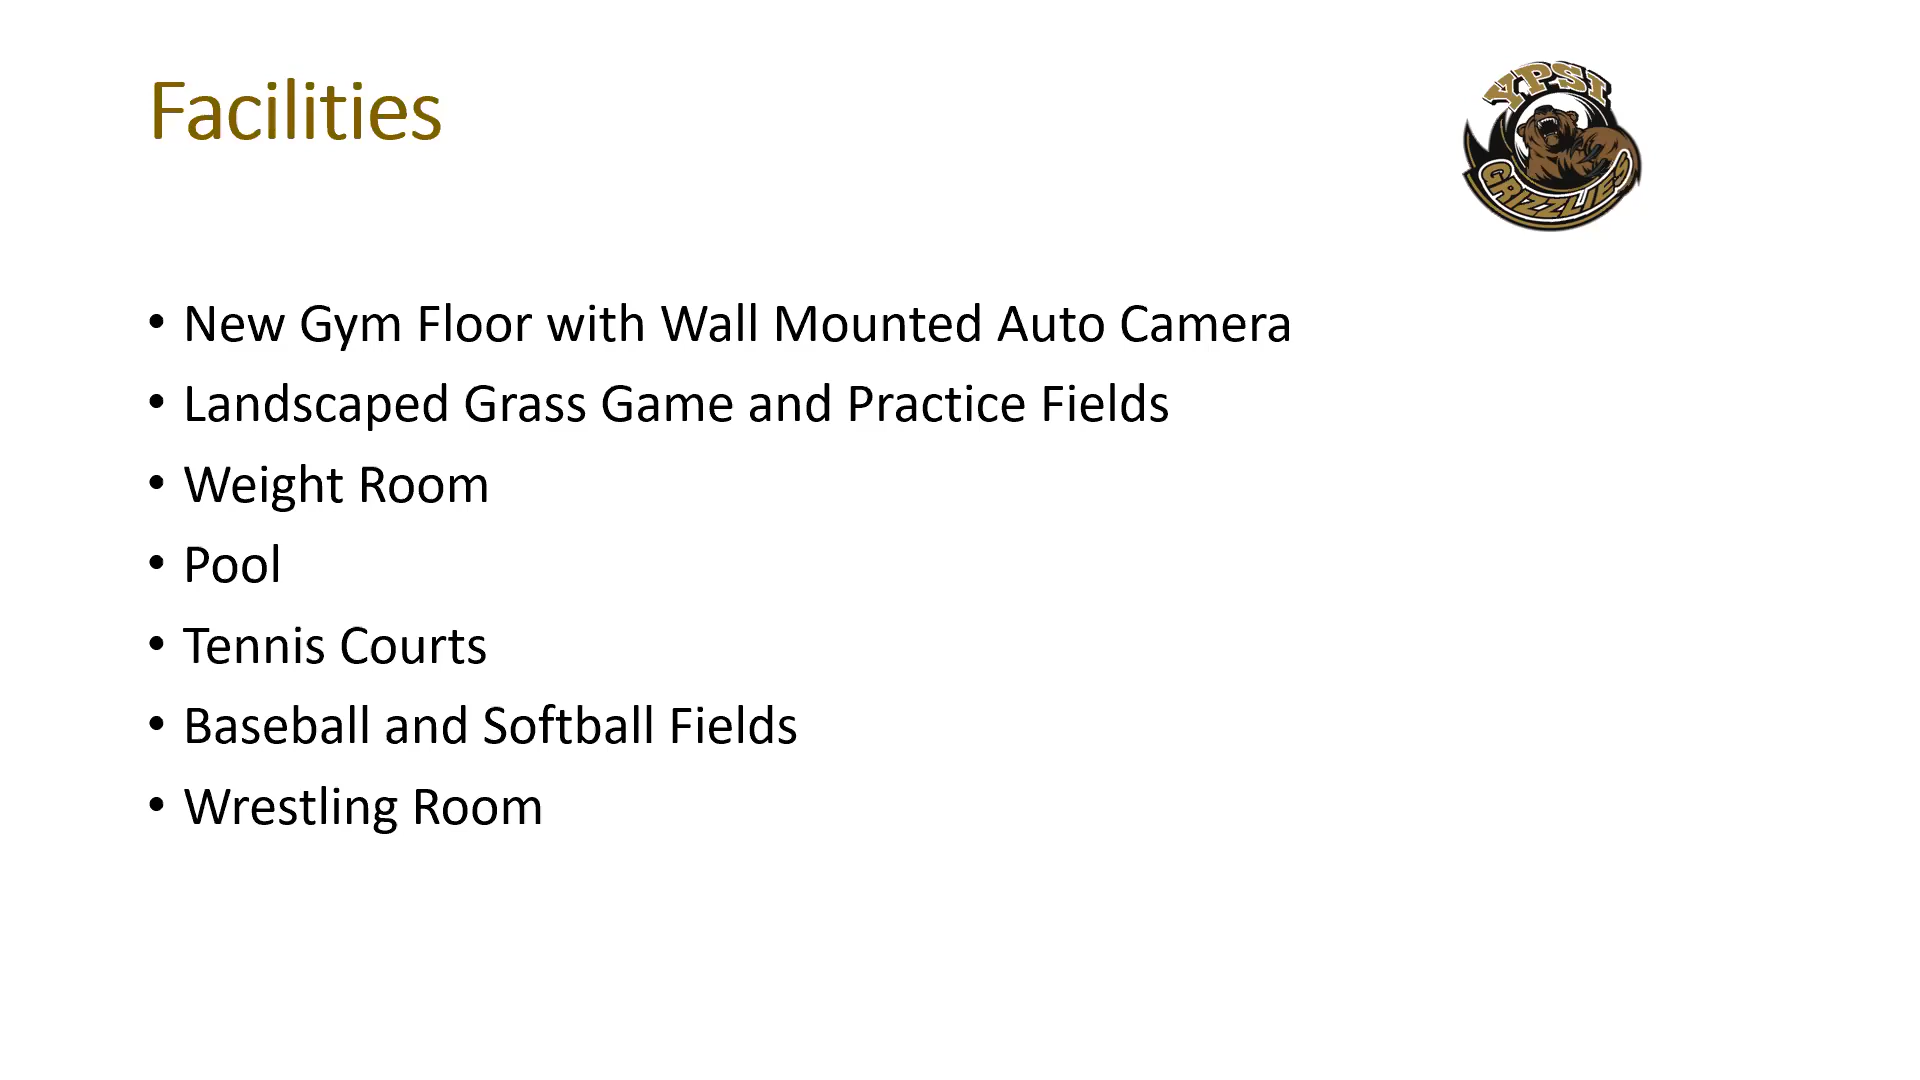 Facilities
YPSI
GRIZZLIES
• New Gym Floor with Wall Mounted Auto Camera
• Landscaped Grass Game and Practice Fields
• Weight Room
• Pool
• Tennis Courts
• Baseball and Softball Fields
• Wrestling Room